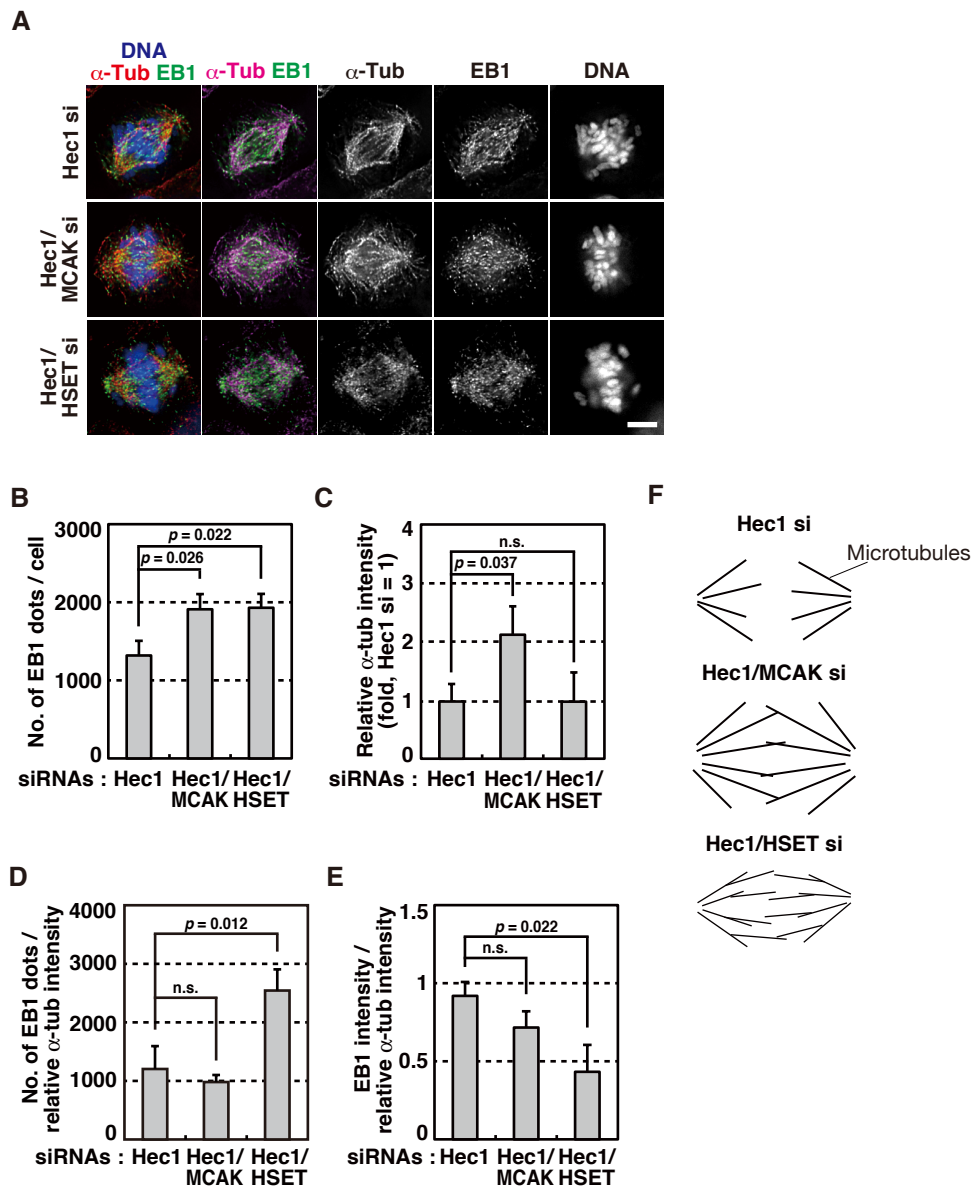 A
DNA
α-Tub EB1
α-Tub EB1
α-Tub
EB1
DNA
Hec1 si
Hec1/
MCAK si
Hec1/
HSET si
B
No. of EB1 dots / cell
3000
2000
1000
0
p = 0.022
p = 0.026
siRNAs : Hec1 Hec1/ Hec1/
MCAK HSET
C
Relative α-tub intensity
(fold, Hec1 si = 1)
4
3
2
1
0
n.s.
p = 0.037
siRNAs : Hec1 Hec1/ Hec1/
MCAK HSET
D
No. of EB1 dots /
relative α-tub intensity
4000
3000
2000
1000
0
p = 0.012
n.s.
siRNAs : Hec1 Hec1/ Hec1/
MCAK HSET
E
EB1 intensity /
relative α-tub intensity
1.5
1
0.5
0
p = 0.022
n.s.
siRNAs : Hec1 Hec1/ Hec1/
MCAK HSET
F
Hec1 si
Microtubules
Hec1/MCAK si
Hec1/HSET si